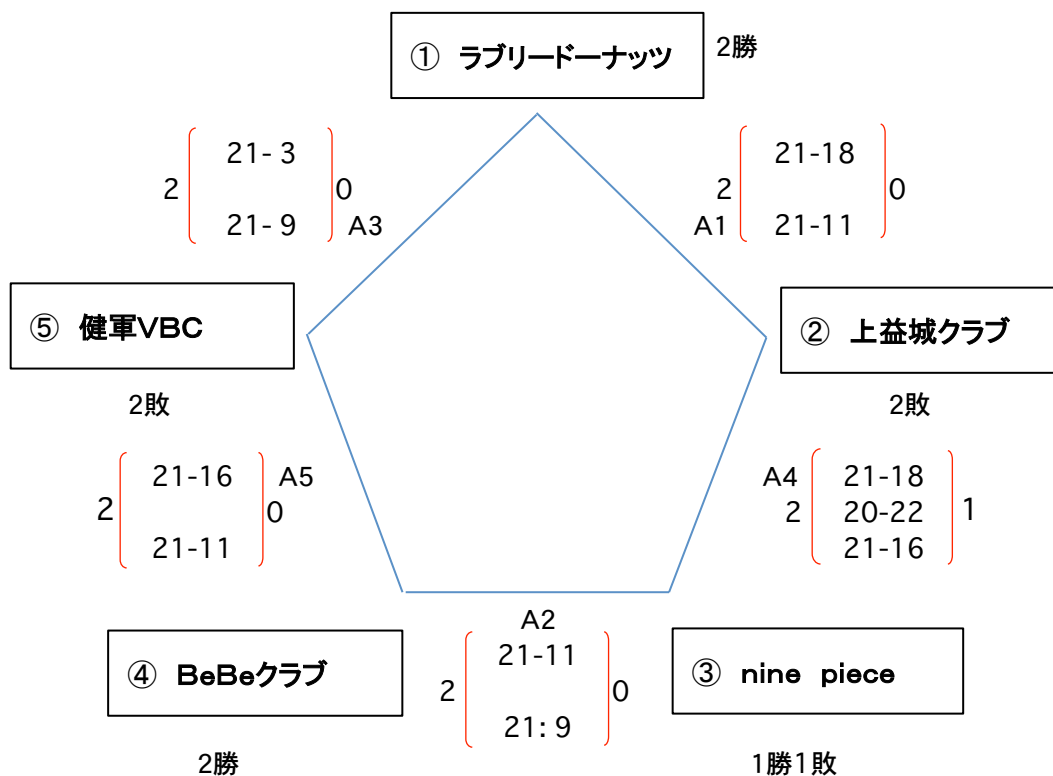 ① ラブリードーナッツ
2勝
2
21- 3
21- 9
0
A3
2
A1
21-18
21-11
0
⑤ 健軍VBC
2敗
② 上益城クラブ
2敗
2
21-16
21-11
A5
0
A4
2
21-18
20-22
21-16
1
A2
2
21-11
21: 9
0
④ BeBeクラブ
2勝
③ nine piece
1勝1敗